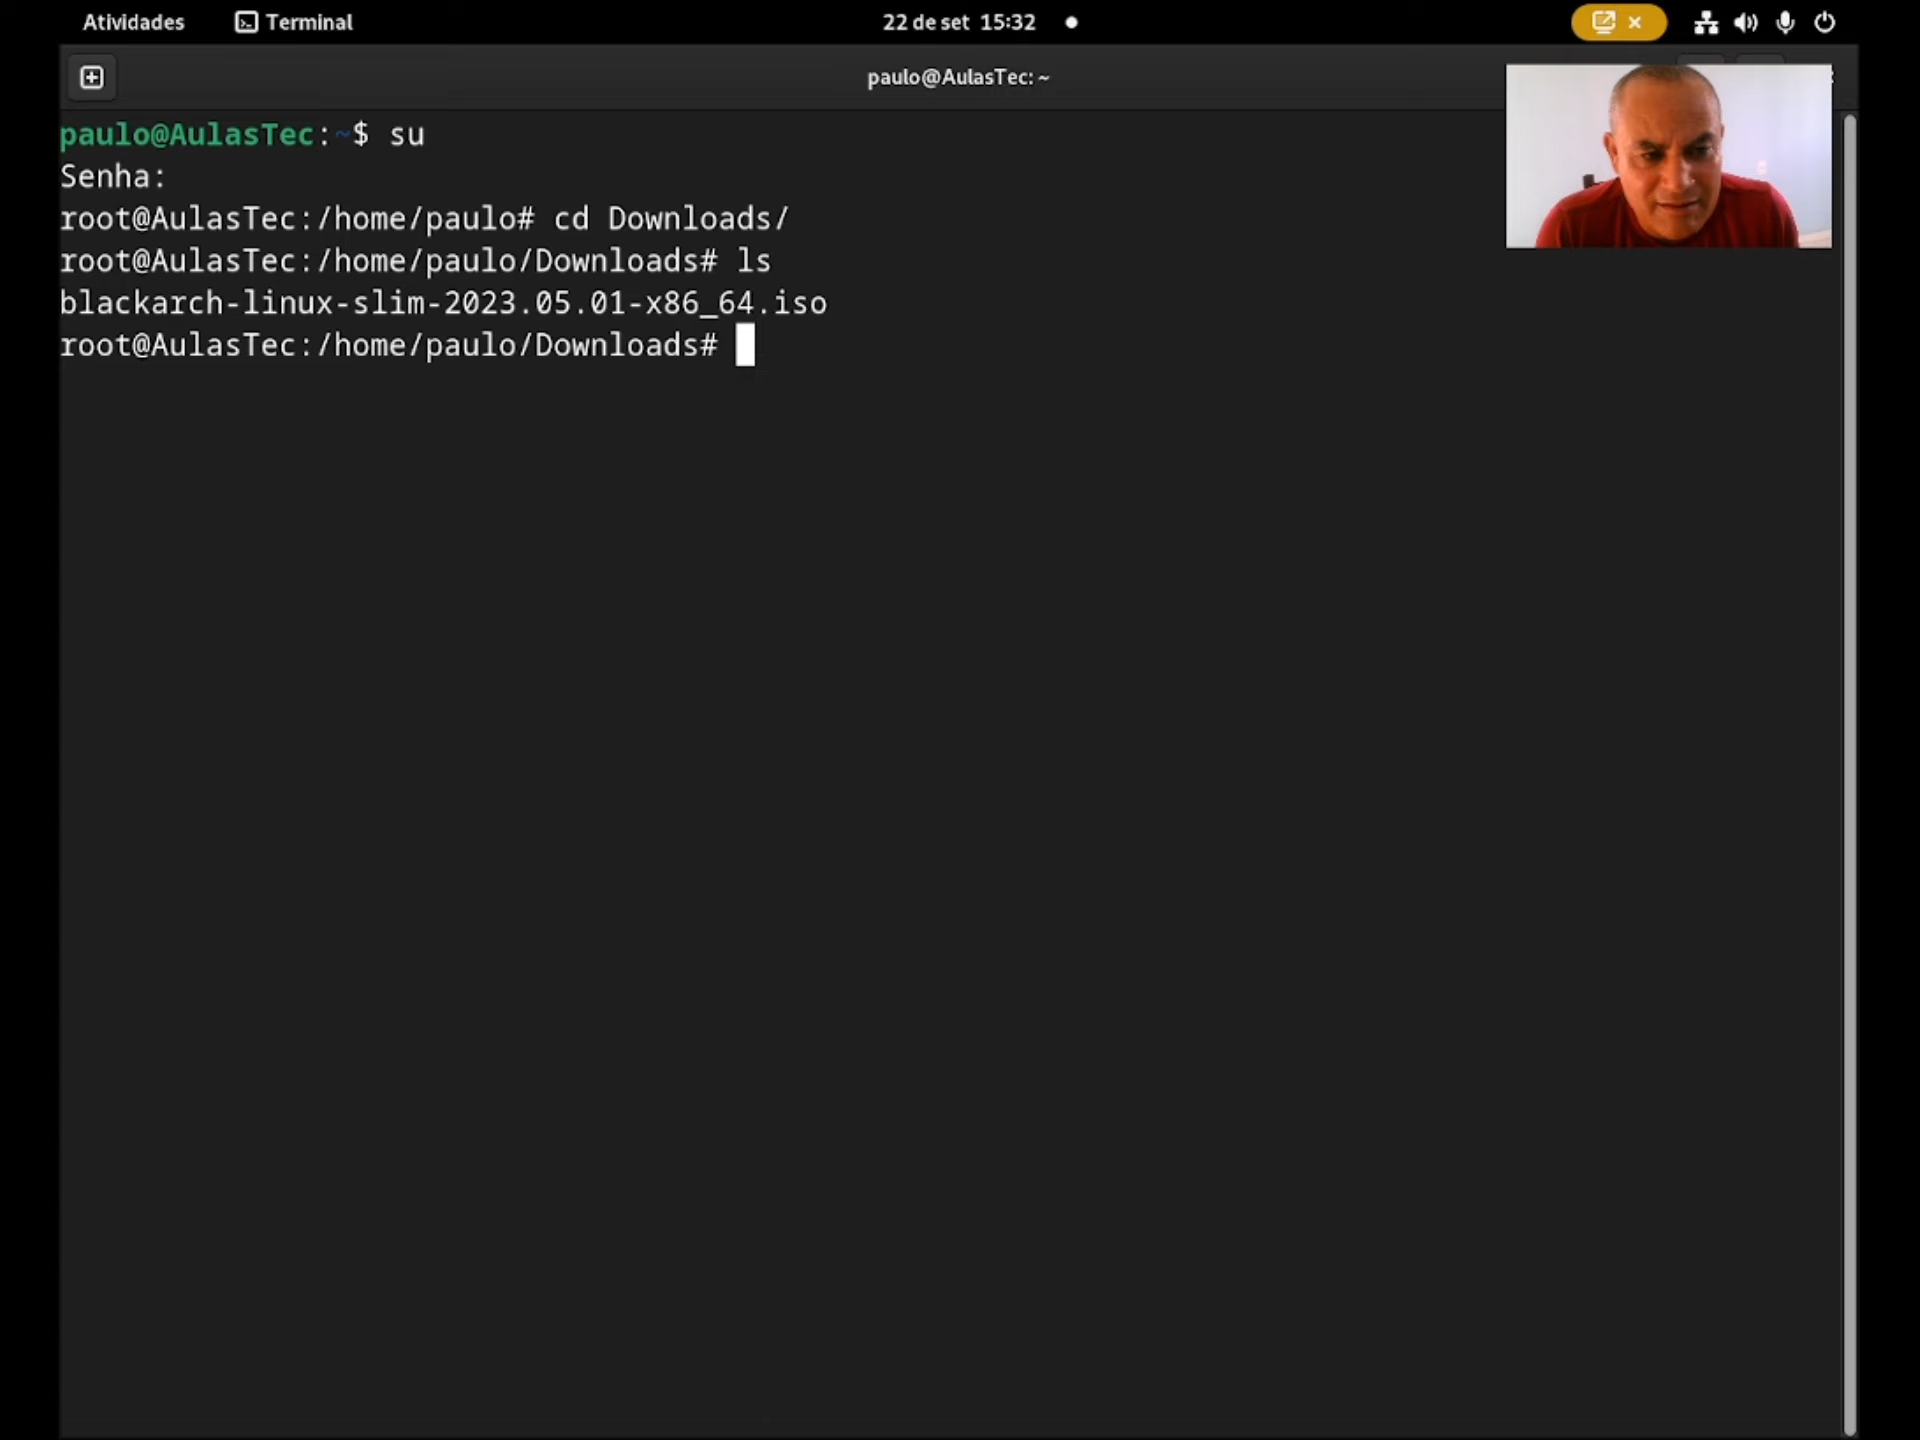 Atividades Terminal 22 de set 15:32
paulo@AulasTec: ~
paulo@AulasTec:~$ su
Senha:
root@AulasTec:/home/paulo# cd Downloads/
root@AulasTec:/home/paulo/Downloads# ls
blackarch-linux-slim-2023.05.01-x86_64.iso
root@AulasTec:/home/paulo/Downloads#